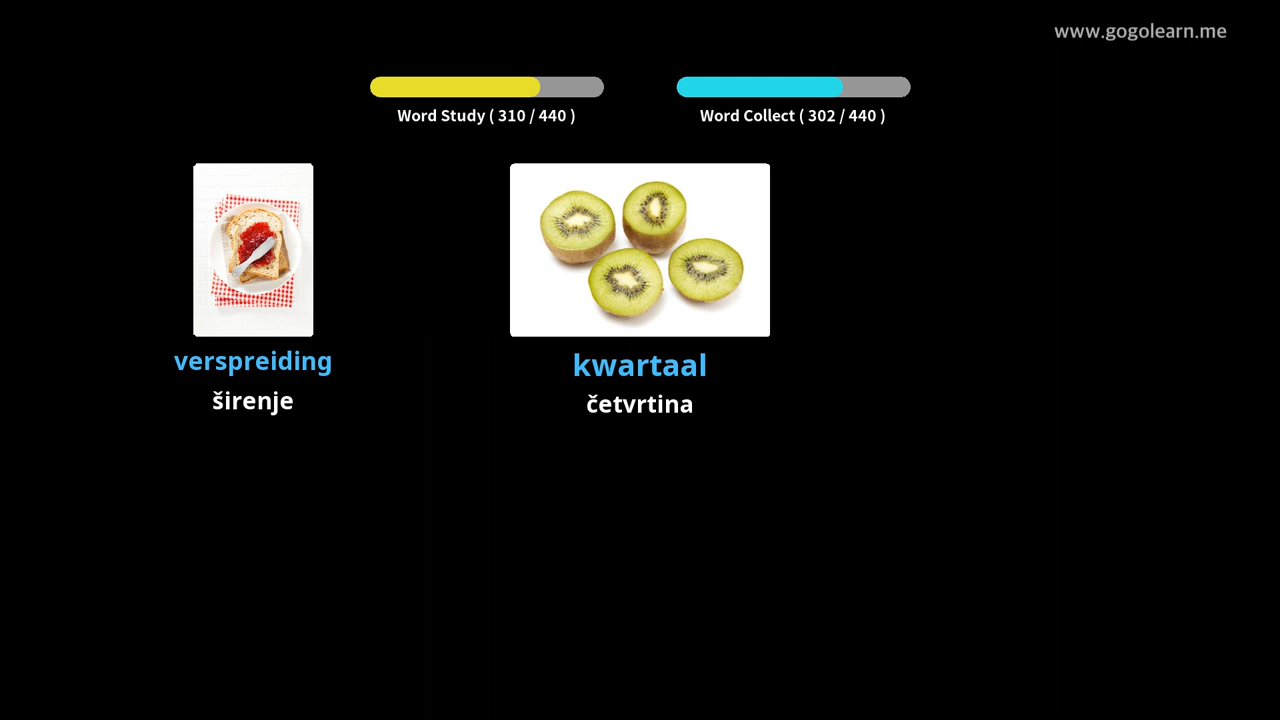 www.gogolearn.me
Word Study ( 310 / 440 )
Word Collect ( 302 / 440 )
verspreiding
širenje
kwartaal
četvrtina